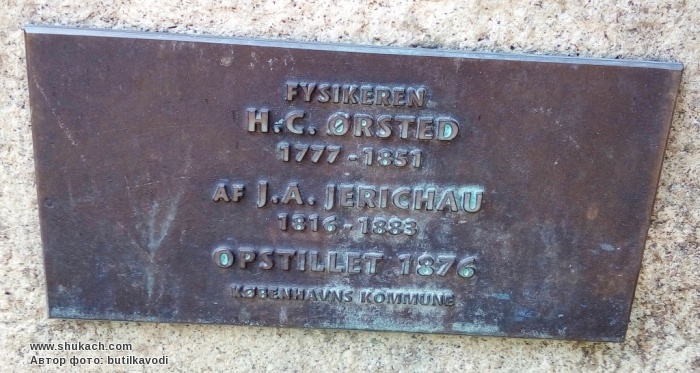 FYSIKEREN
H.C. ØRSTED
1777-1851
AF J.A. JERICHAU
1816-1883
OPSTILLET 1876
KØBENHAVNS KOMMUNE
www.shukach.com
Автор фото: butilkavodi